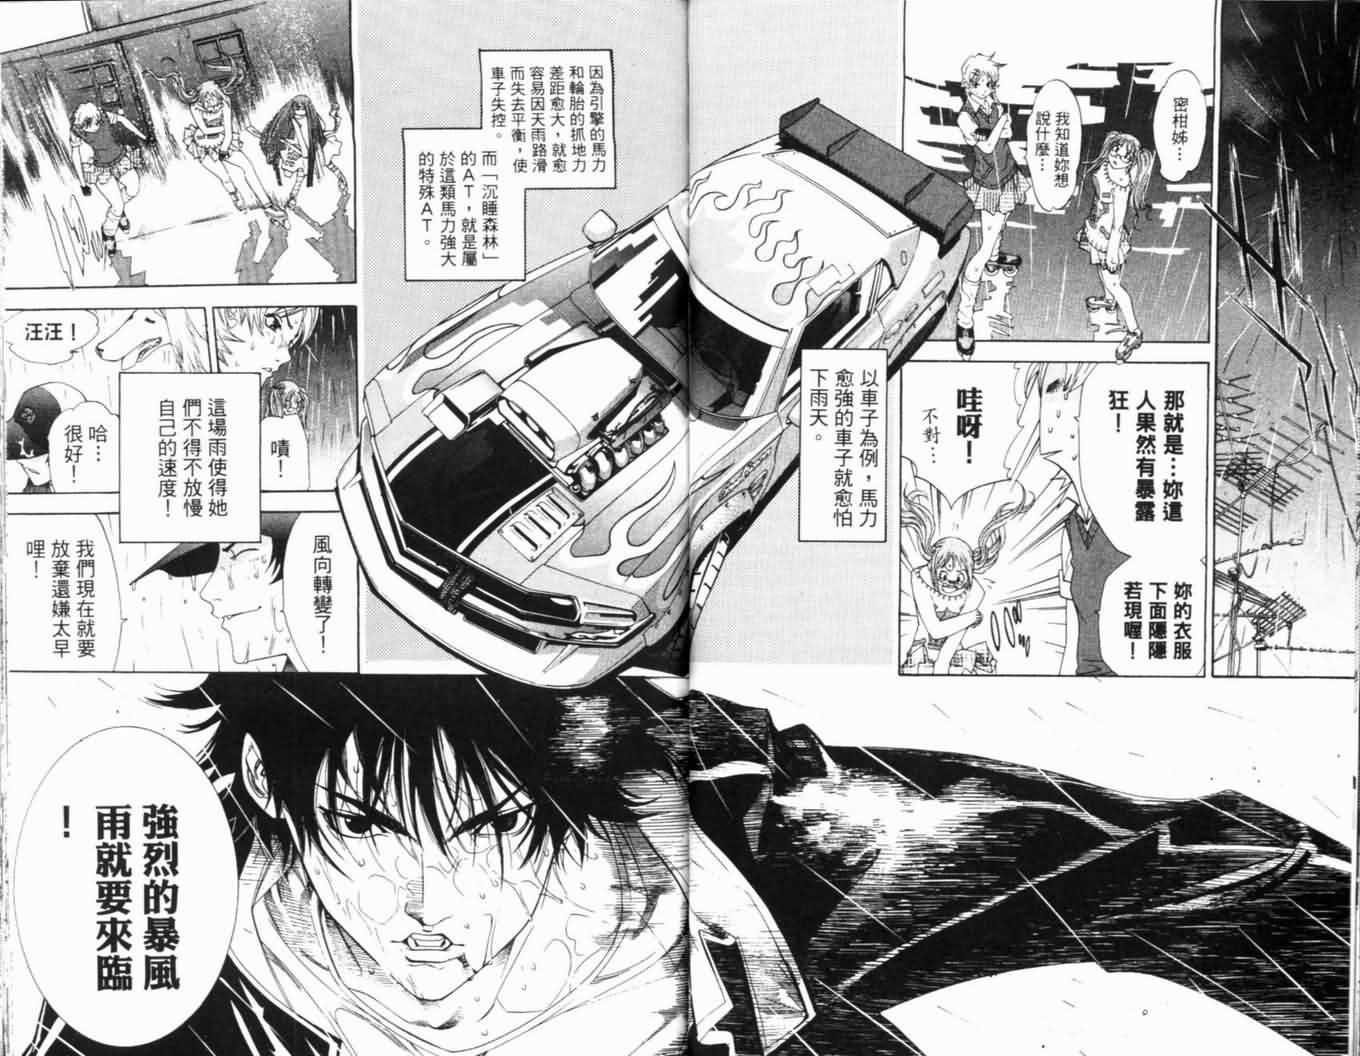 密柑姊…
我知道妳想
說什麼…
那就是…妳這
人果然有暴露
狂！
妳的衣服
下面隱隱
若現喔！
哇呀！
不對…
以車子為例，馬力
愈強的車子就愈怕
下雨天。
因為引擎的馬力
和輪胎的抓地力
差距愈大，就愈
容易因天雨路滑
而失去平衡，使
車子失控。
而「沉睡森林」
的AT，就是屬
於這類馬力強大
的特殊AT。
嘖！
這場雨使得她
們不得不放慢
自己的速度！
汪汪！
哈…
很好！
風向轉變了！
我們現在就要
放棄還嫌太早
哩！
強烈的暴風
雨就要來臨
！